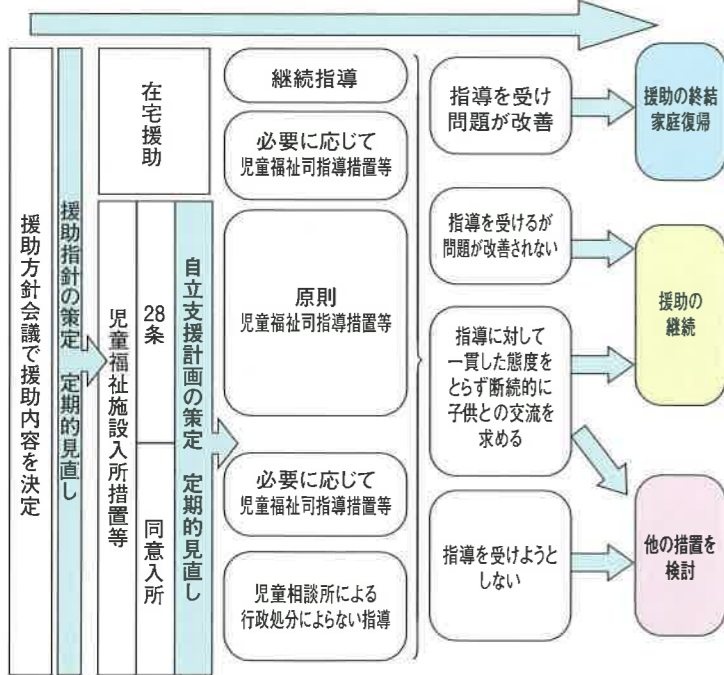 援助方針会議で援助内容を決定
援助指針の策定　定期的見直し
在宅援助
児童福祉施設入所措置等
28条
同意入所
自立支援計画の策定　定期的見直し
継続指導
必要に応じて
児童福祉司指導措置等
原則
児童福祉司指導措置等
必要に応じて
児童福祉司指導措置等
児童相談所による
行政処分によらない指導
指導を受け
問題が改善
指導を受けるが
問題が改善されない
指導に対して
一貫した態度を
とらず断続的に
子供との交流を
求める
指導を受けようと
しない
援助の終結
家庭復帰
援助の
継続
他の措置を
検討